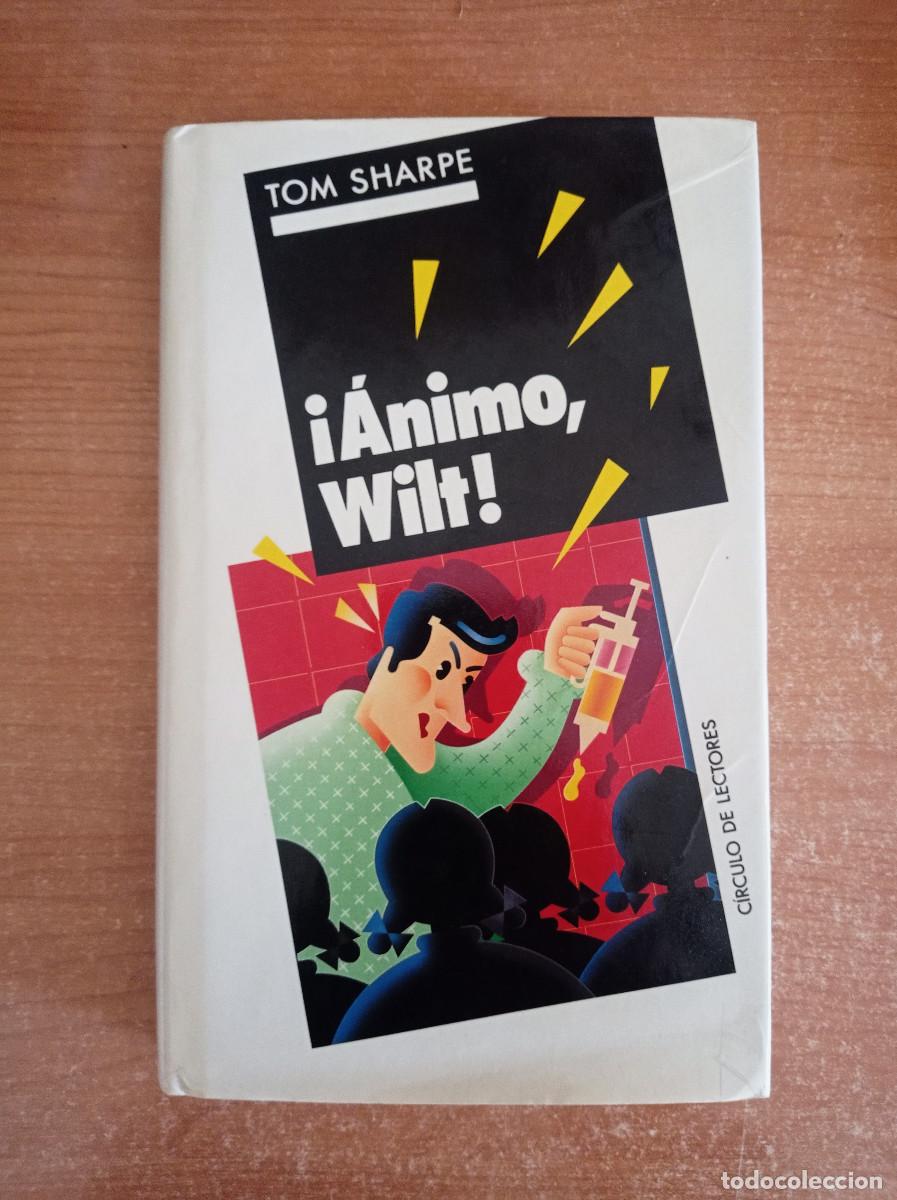 TOM SHARPE
¡Ánimo,
Wilt!
CÍRCULO DE LECTORES
todocoleccion